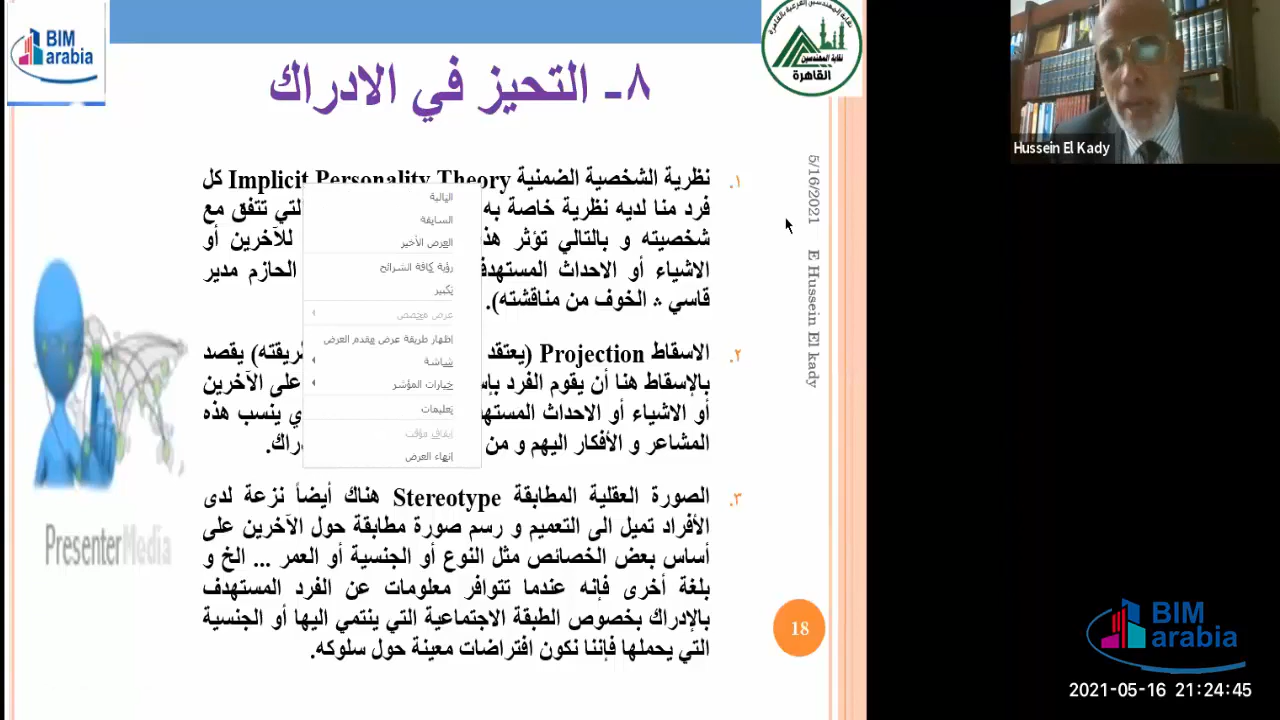 BIM
arabia
نقابة المهندسين الفرعية بالقاهرة
نقابة المهندسين
القاهرة
٨- التحيز في الادراك
١. نظرية الشخصية الضمنية Implicit Personality Theory كل
فرد منا لديه نظرية خاصة به التي تتفق مع
شخصيته و بالتالي تؤثر للآخرين أو
الاشياء أو الاحداث الحازم مدير
قاسي الخوف من مناقشته).
التالية
السابقة
العرض الأخير
رؤية كافة الشرائح
تكبير
عرض مخصص
إظهار طريقة عرض مقدم العرض
شاشة
خيارات المؤشر
تعليمات
إيقاف مؤقت
إنهاء العرض
٢. الاسقاط Projection (يعتقد يقصد
بالإسقاط هنا أن يقوم الفرد على الآخرين
أو الاشياء أو الاحداث ينسب هذه
المشاعر و الأفكار اليهم و من
٣. الصورة العقلية المطابقة Stereotype هناك أيضاً نزعة لدى
الأفراد تميل الى التعميم و رسم صورة مطابقة حول الآخرين على
أساس بعض الخصائص مثل النوع أو الجنسية أو العمر ... الخ و
بلغة أخرى فإنه عندما تتوافر معلومات عن الفرد المستهدف
بالإدراك بخصوص الطبقة الاجتماعية التي ينتمي اليها أو الجنسية
التي يحملها فإننا نكون افتراضات معينة حول سلوكه.
5/16/2021
E Hussein El kady
18
PresenterMedia
Hussein El Kady
BIM
arabia
2021-05-16 21:24:45